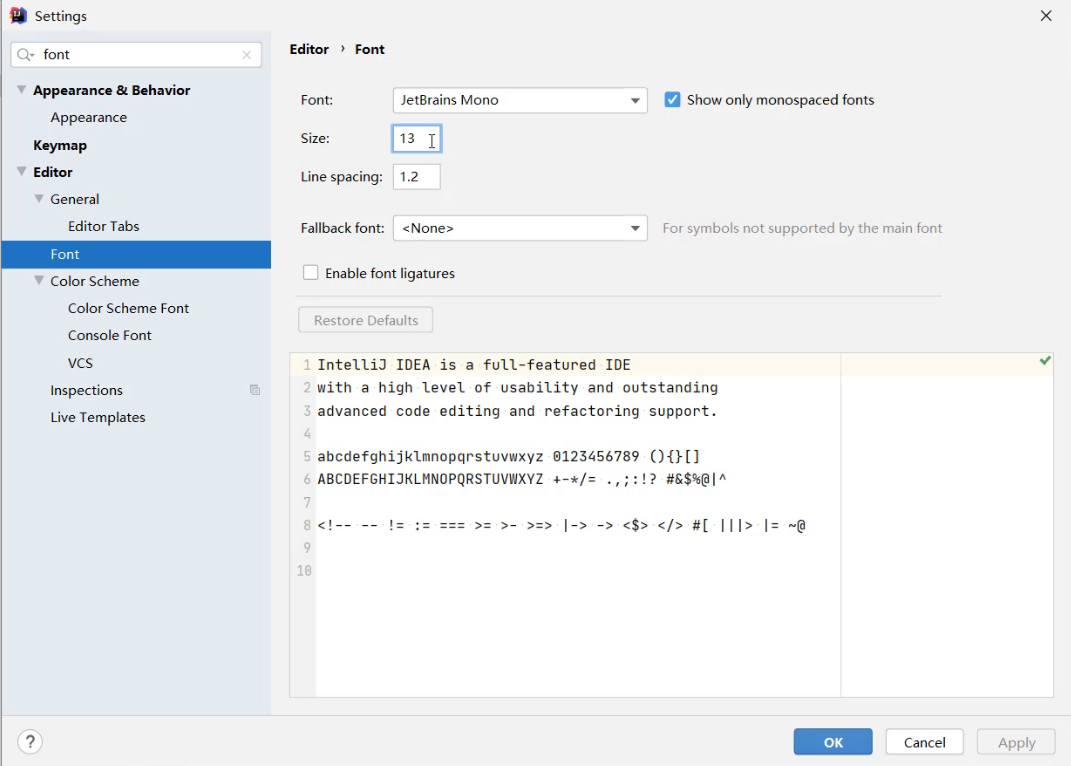 Settings
font
Appearance & Behavior
Appearance
Keymap
Editor
General
Editor Tabs
Font
Color Scheme
Color Scheme Font
Console Font
VCS
Inspections
Live Templates
Editor › Font
Font: JetBrains Mono Show only monospaced fonts
Size: 13
Line spacing: 1.2
Fallback font: <None> For symbols not supported by the main font
Enable font ligatures
Restore Defaults
1 IntelliJ IDEA is a full-featured IDE
2 with a high level of usability and outstanding
3 advanced code editing and refactoring support.
4
5 abcdefghijklmnopqrstuvwxyz 0123456789 (){}[]
6 ABCDEFGHIJKLMNOPQRSTUVWXYZ +-*/= .,;:!? #&$%@|^
7
8 <!-- -- != := === >= >- >=> |-> -> <$> </> #[ |||> |= ~@
9
10
? OK Cancel Apply